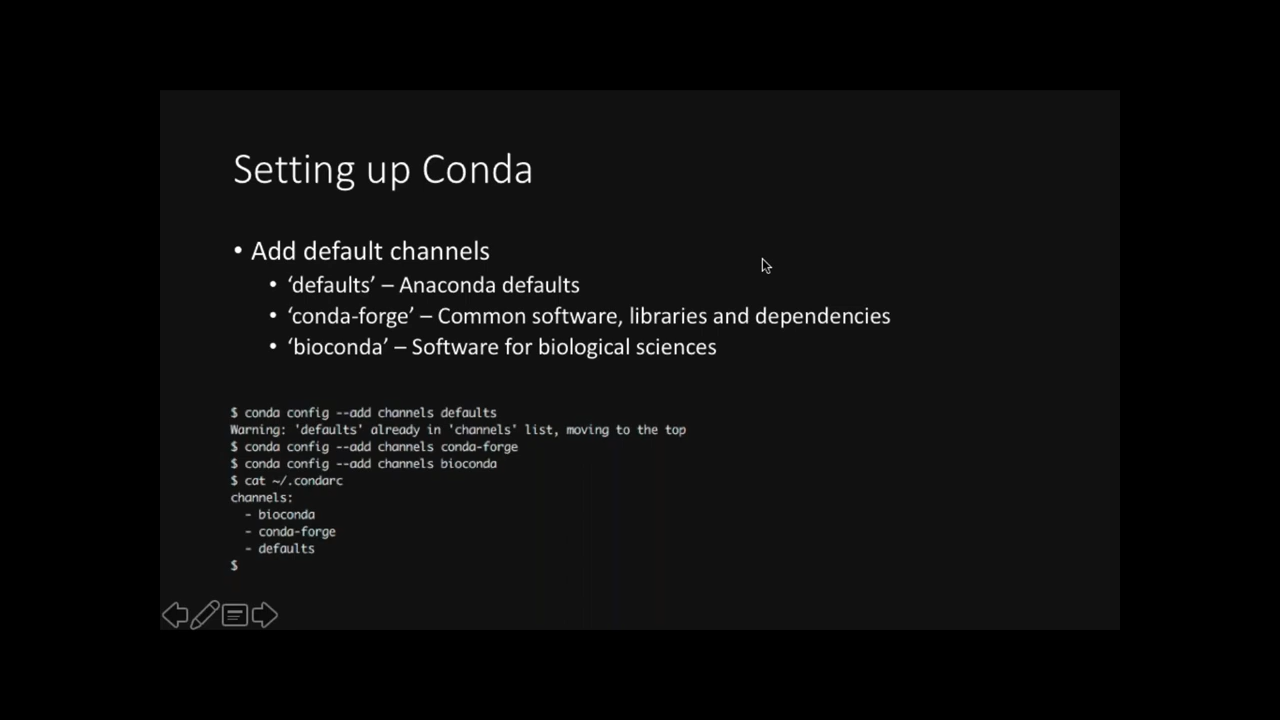 Setting up Conda
• Add default channels
• ‘defaults’ – Anaconda defaults
• ‘conda-forge’ – Common software, libraries and dependencies
• ‘bioconda’ – Software for biological sciences
$ conda config --add channels defaults
Warning: 'defaults' already in 'channels' list, moving to the top
$ conda config --add channels conda-forge
$ conda config --add channels bioconda
$ cat ~/.condarc
channels:
  - bioconda
  - conda-forge
  - defaults
$